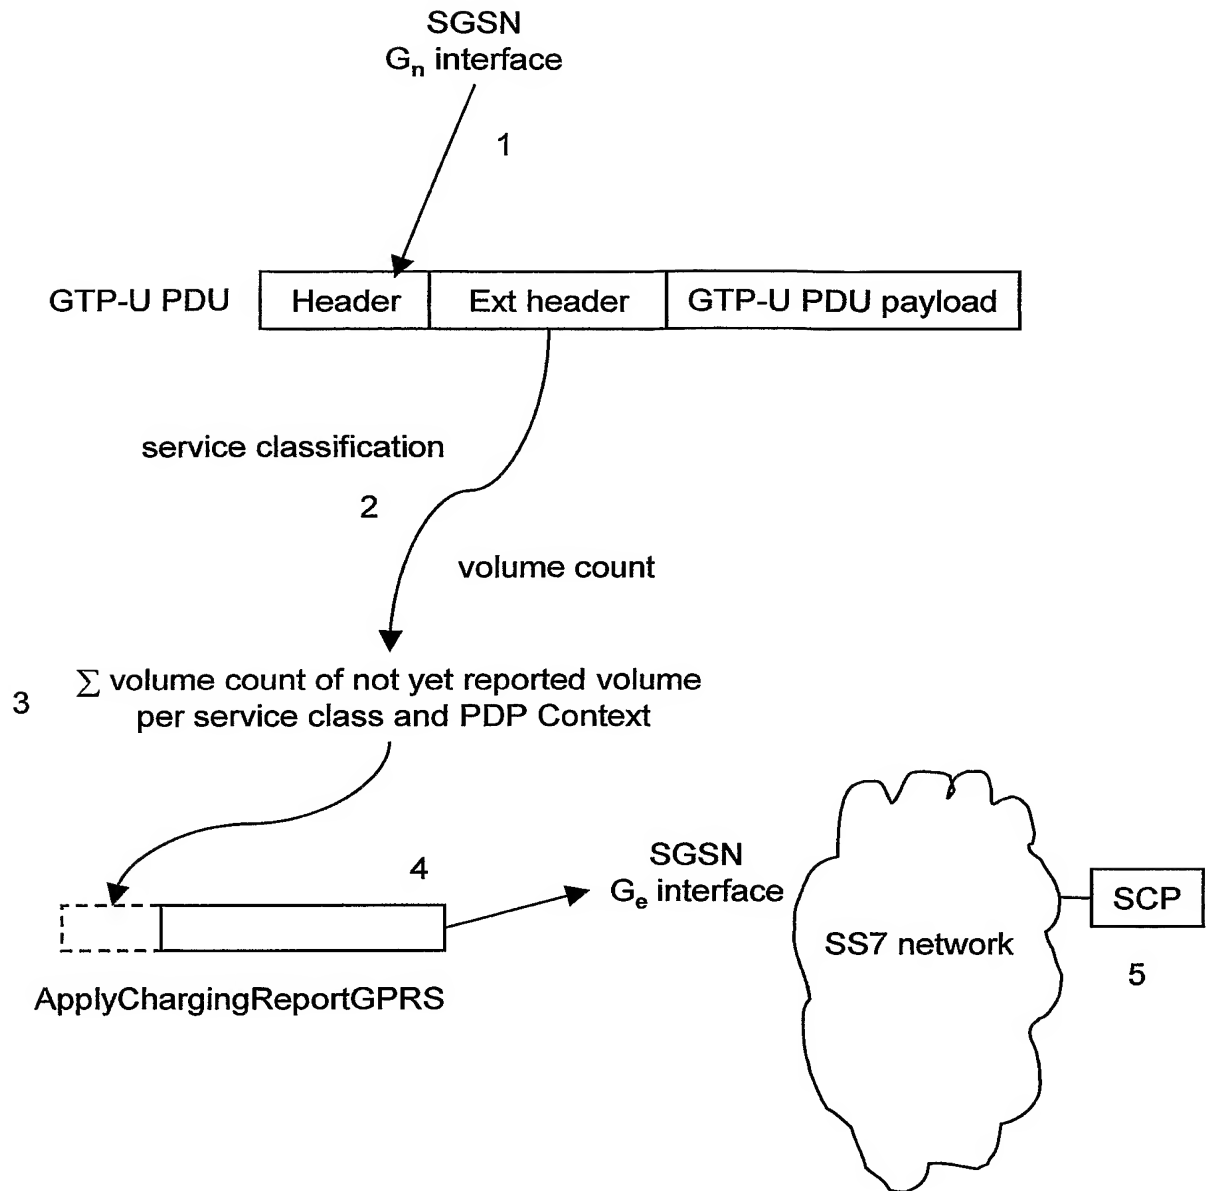 SGSN
Gn interface
1
GTP-U PDU
Header
Ext header
GTP-U PDU payload
service classification
2
volume count
3
∑ volume count of not yet reported volume
per service class and PDP Context
4
SGSN
Ge interface
SS7 network
SCP
5
ApplyChargingReportGPRS